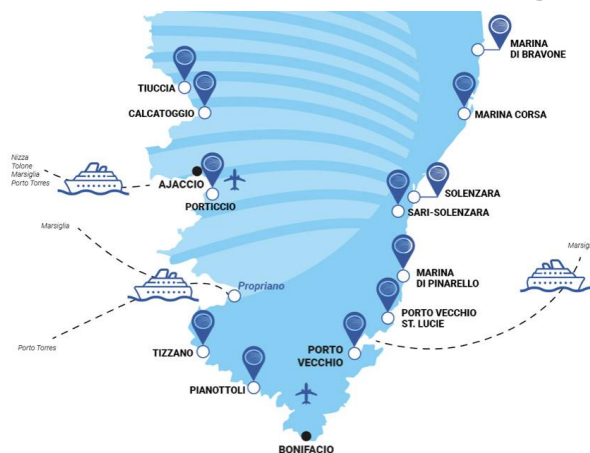 MARINA
DI BRAVONE
TIUCCIA
CALCATOGGIO
MARINA CORSA
Nizza
Tolone
Marsiglia
Porto Torres
AJACCIO
PORTICCIO
SOLENZARA
SARI-SOLENZARA
Marsiglia
Propriano
MARINA
DI PINARELLO
PORTO VECCHIO
ST. LUCIE
Porto Torres
TIZZANO
PORTO
VECCHIO
PIANOTTOLI
BONIFACIO